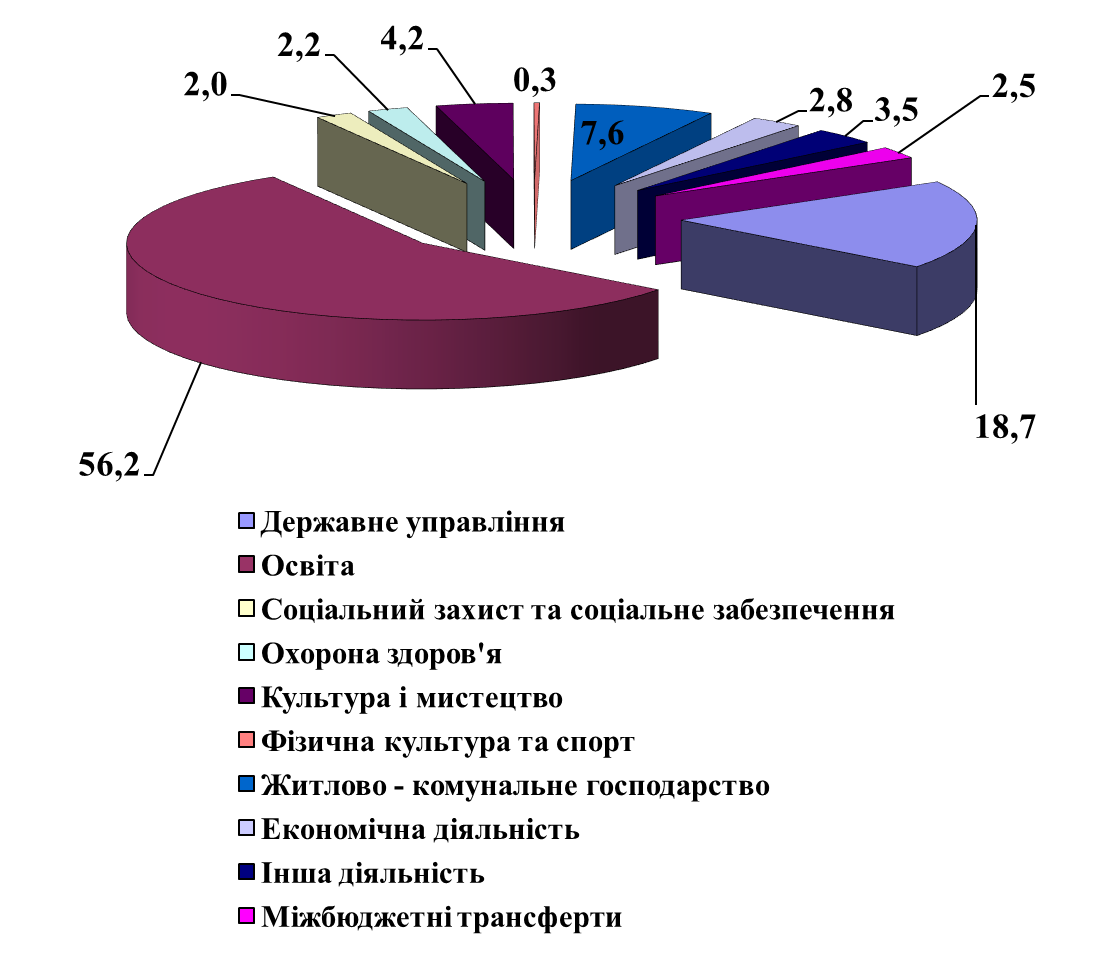 4,2
2,2
0,3
2,0
2,5
2,8
3,5
7,6
18,7
56,2
Державне управління
Освіта
Соціальний захист та соціальне забезпечення
Охорона здоров'я
Культура і мистецтво
Фізична культура та спорт
Житлово - комунальне господарство
Економічна діяльність
Інша діяльність
Міжбюджетні трансферти